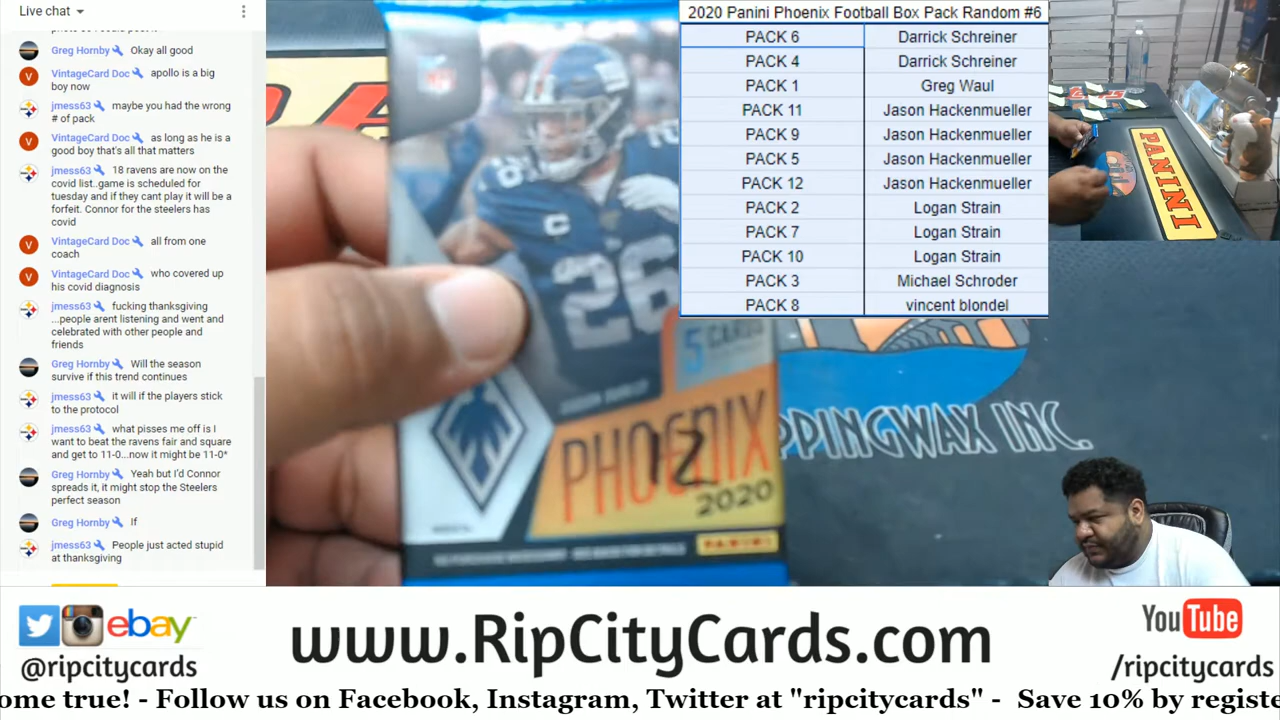 Live chat
Greg Hornby Okay all good
VintageCard Doc apollo is a big
boy now
jmess63 maybe you had the wrong
# of pack
VintageCard Doc as long as he is a
good boy that's all that matters
jmess63 18 ravens are now on the
covid list..game is scheduled for
tuesday and if they cant play it will be a
forfeit. Connor for the steelers has
covid
VintageCard Doc all from one
coach
VintageCard Doc who covered up
his covid diagnosis
jmess63 fucking thanksgiving
...people arent listening and went and
celebrated with other people and
friends
Greg Hornby Will the season
survive if this trend continues
jmess63 it will if the players stick
to the protocol
jmess63 what pisses me off is I
want to beat the ravens fair and square
and get to 11-0...now it might be 11-0*
Greg Hornby Yeah but I'd Connor
spreads it, it might stop the Steelers
perfect season
Greg Hornby If
jmess63 People just acted stupid
at thanksgiving
26
5 CARDS
PHOENIX
12
2020
PANINI
2020 Panini Phoenix Football Box Pack Random #6
PACK 6 Darrick Schreiner
PACK 4 Darrick Schreiner
PACK 1 Greg Waul
PACK 11 Jason Hackenmueller
PACK 9 Jason Hackenmueller
PACK 5 Jason Hackenmueller
PACK 12 Jason Hackenmueller
PACK 2 Logan Strain
PACK 7 Logan Strain
PACK 10 Logan Strain
PACK 3 Michael Schroder
PACK 8 vincent blondel
PPINGWAX INC.
PANINI
ebay
@ripcitycards
www.RipCityCards.com
YouTube
/ripcitycards
ome true! - Follow us on Facebook, Instagram, Twitter at "ripcitycards" - Save 10% by registe